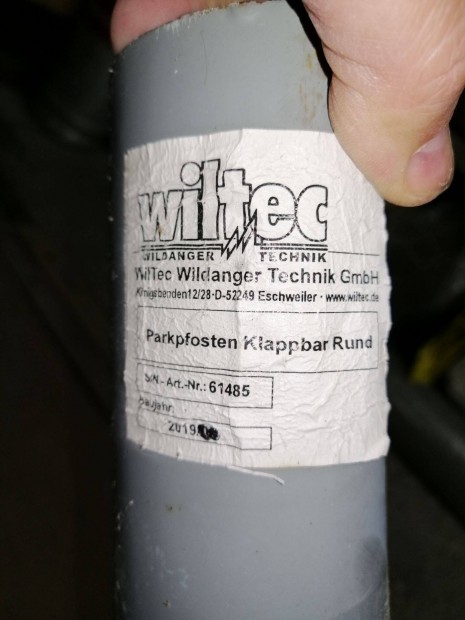 wiltec
WILDANGER TECHNIK
WilTec Wildanger Technik GmbH
Königsbenden12/28·D-52249 Eschweiler · www.wiltec.de
Parkpfosten Klappbar Rund
S/N - Art.-Nr.: 61485
Baujahr:
2019